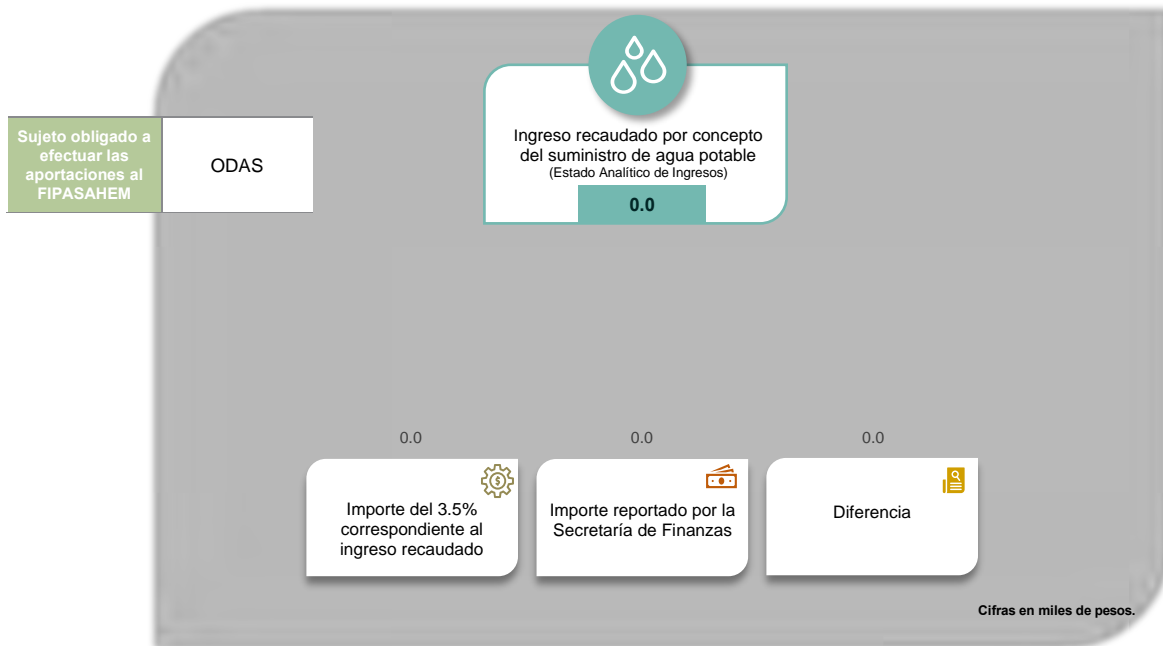 Sujeto obligado a
efectuar las
aportaciones al
FIPASAHEM
ODAS
Ingreso recaudado por concepto
del suministro de agua potable
(Estado Analítico de Ingresos)
0.0
0.0
0.0
0.0
Importe del 3.5%
correspondiente al
ingreso recaudado
Importe reportado por la
Secretaría de Finanzas
Diferencia
Cifras en miles de pesos.